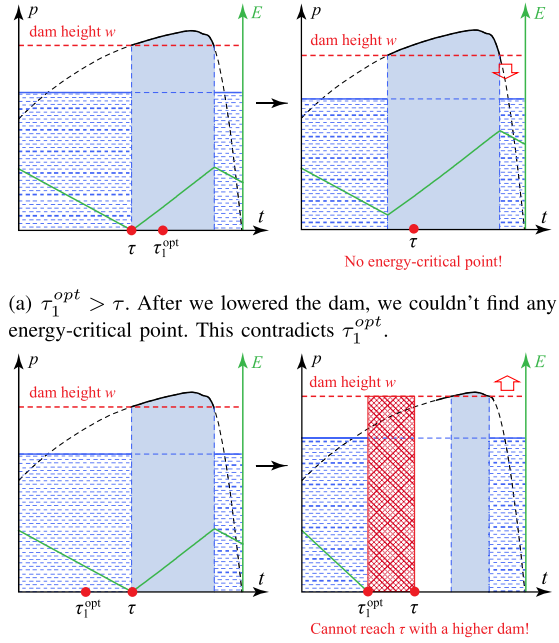 p
E
p
E
dam height w
dam height w
t
t
τ
τ₁ᵒᵖᵗ
τ
No energy-critical point!
(a) τ₁ᵒᵖᵗ > τ. After we lowered the dam, we couldn't find any
energy-critical point. This contradicts τ₁ᵒᵖᵗ.
p
E
p
E
dam height w
dam height w
t
t
τ₁ᵒᵖᵗ
τ
τ₁ᵒᵖᵗ
τ
Cannot reach τ with a higher dam!